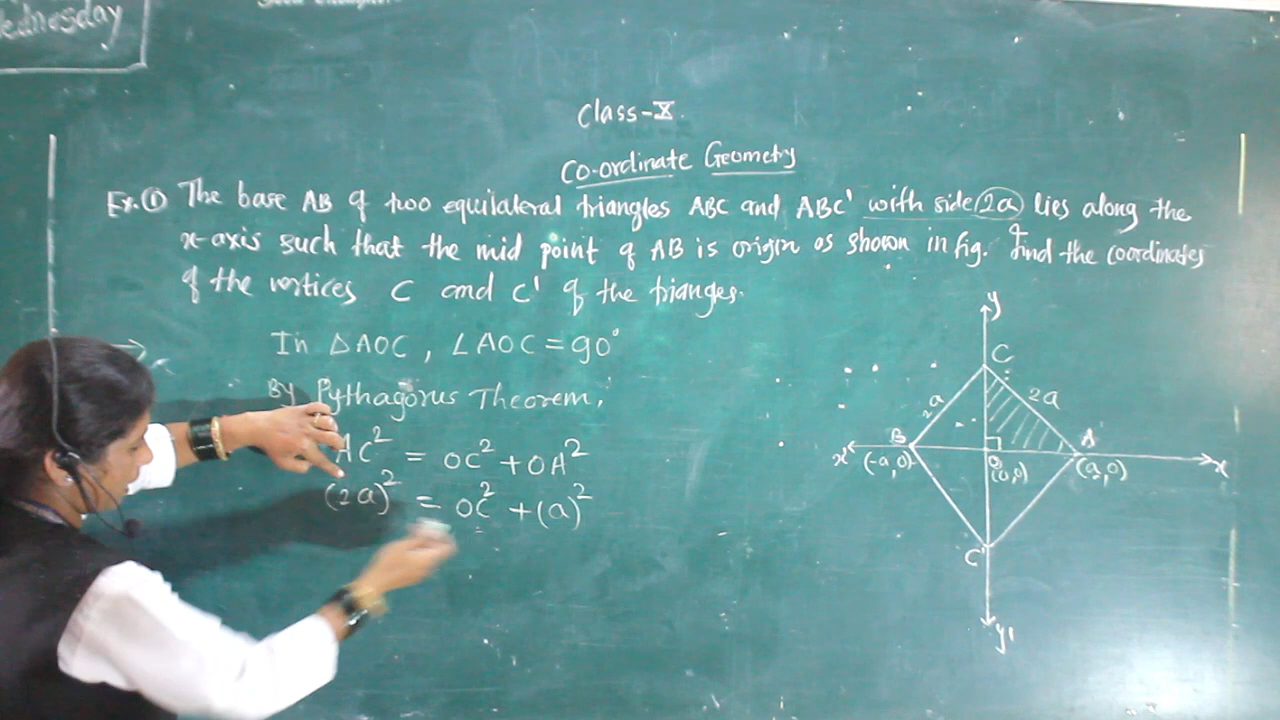 Wednesday
Class-X
Co-ordinate Geometry
Ex.① The base AB of two equilateral triangles ABC and ABC' with side 2a lies along the
x-axis such that the mid point of AB is origin as shown in fig. find the coordinates
of the vertices C and C' of the trianges.
In △AOC, ∠AOC = 90°
By Pythagorus Theorem,
AC² = OC² + OA²
(2a)² = OC² + (a)²
y
C
2a
2a
B
A
x'
x
(-a,0)
O
(0,0)
(a,0)
C'
y'